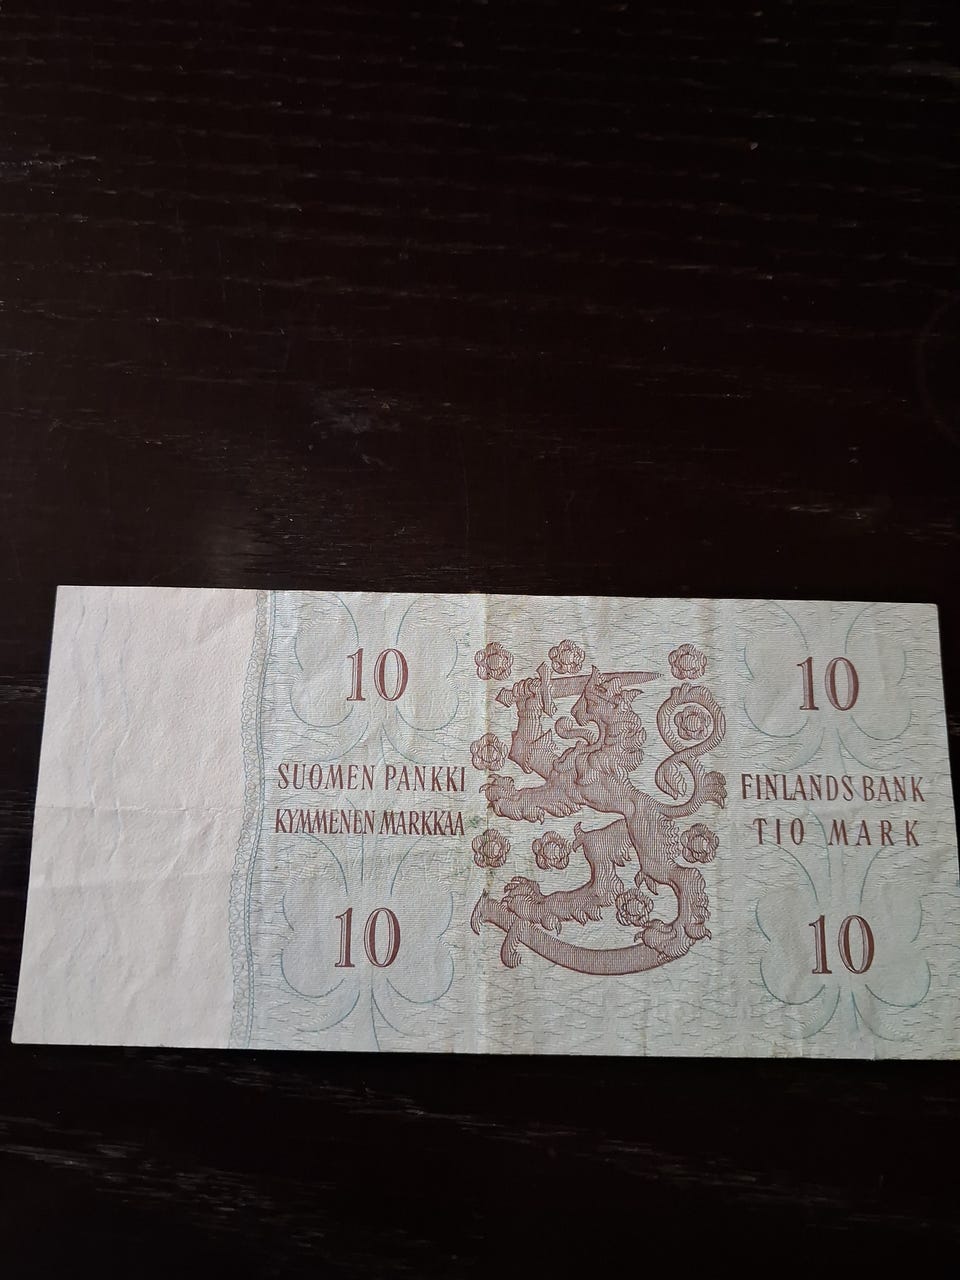 10 10
SUOMEN PANKKI FINLANDS BANK
KYMMENEN MARKKAA TIO MARK
10 10